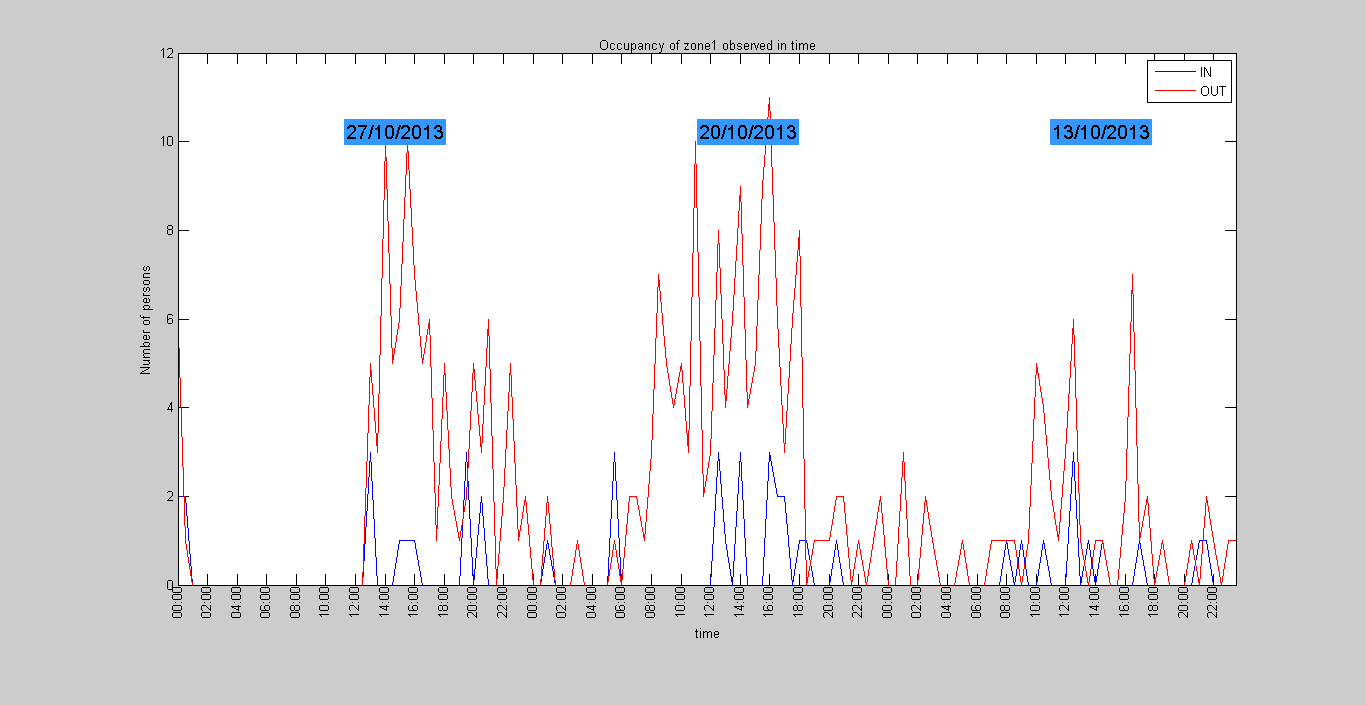 Occupancy of zone1 observed in time
12
IN
OUT
27/10/2013
20/10/2013
13/10/2013
10
8
6
4
2
0
Number of persons
00:00 02:00 04:00 06:00 08:00 10:00 12:00 14:00 16:00 18:00 20:00 22:00 00:00 02:00 04:00 06:00 08:00 10:00 12:00 14:00 16:00 18:00 20:00 22:00 00:00 02:00 04:00 06:00 08:00 10:00 12:00 14:00 16:00 18:00 20:00 22:00
time